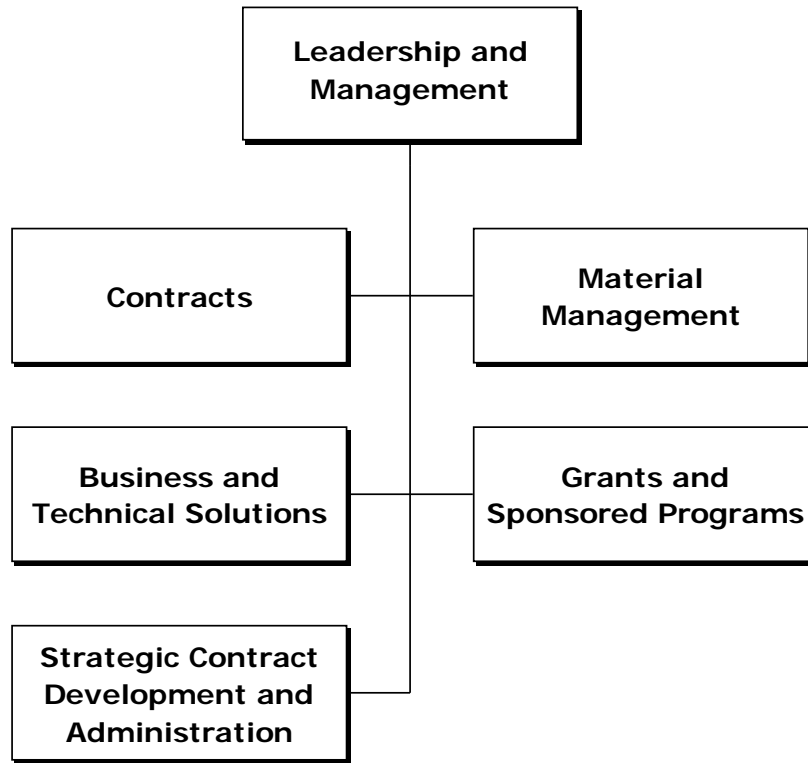 Leadership and
Management
Contracts
Material
Management
Business and
Technical Solutions
Grants and
Sponsored Programs
Strategic Contract
Development and
Administration